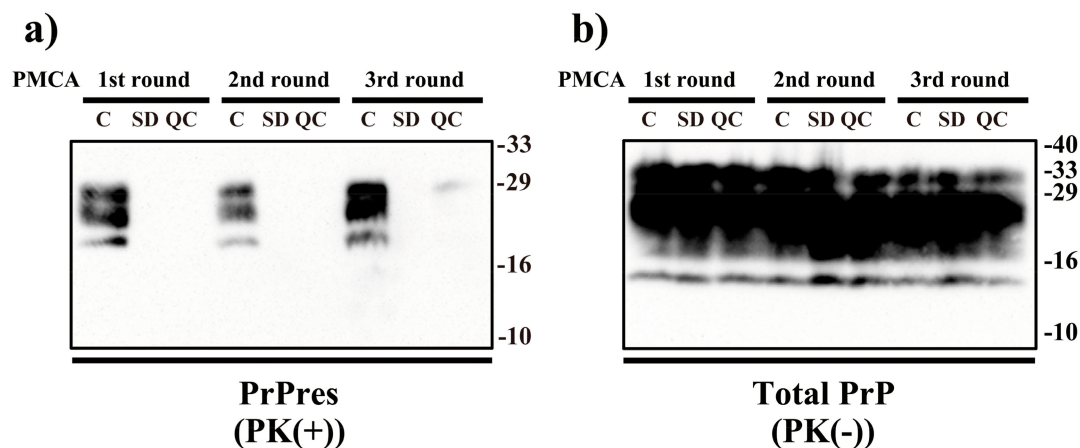 a)
PMCA 1st round 2nd round 3rd round
C SD QC C SD QC C SD QC
-33
-29
-16
-10
PrPres
(PK(+))
b)
PMCA 1st round 2nd round 3rd round
C SD QC C SD QC C SD QC
-40
-33
-29
-16
-10
Total PrP
(PK(-))